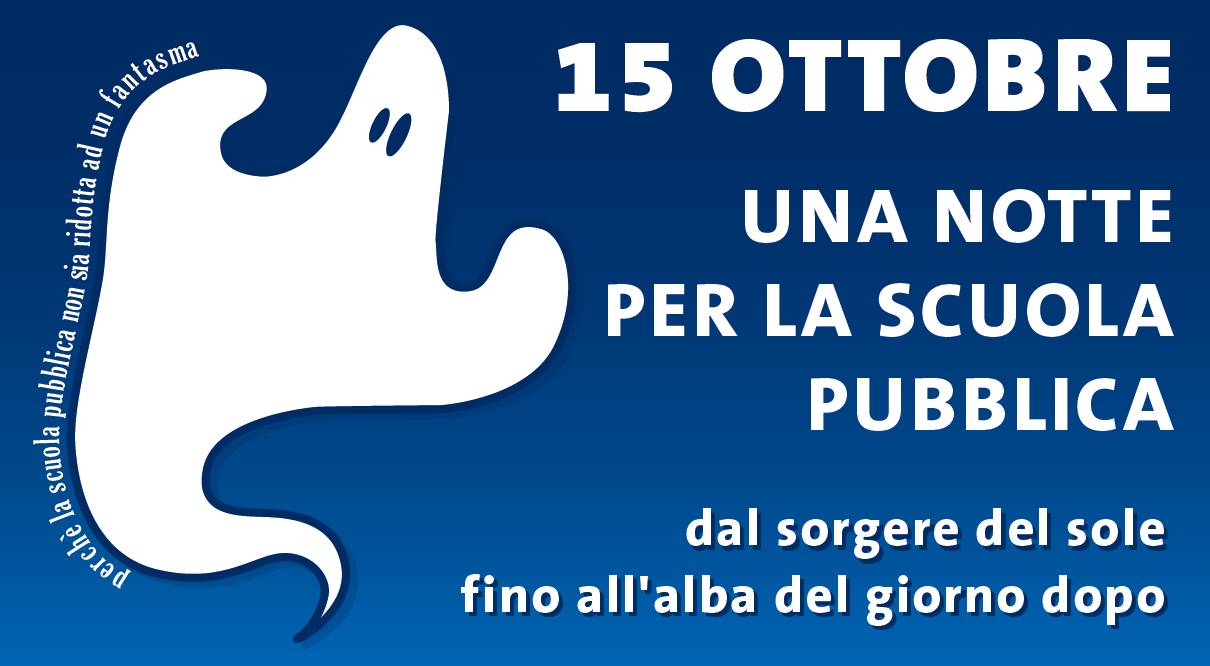 perchè la scuola pubblica non sia ridotta ad un fantasma
15 OTTOBRE
UNA NOTTE
PER LA SCUOLA
PUBBLICA
dal sorgere del sole
fino all'alba del giorno dopo